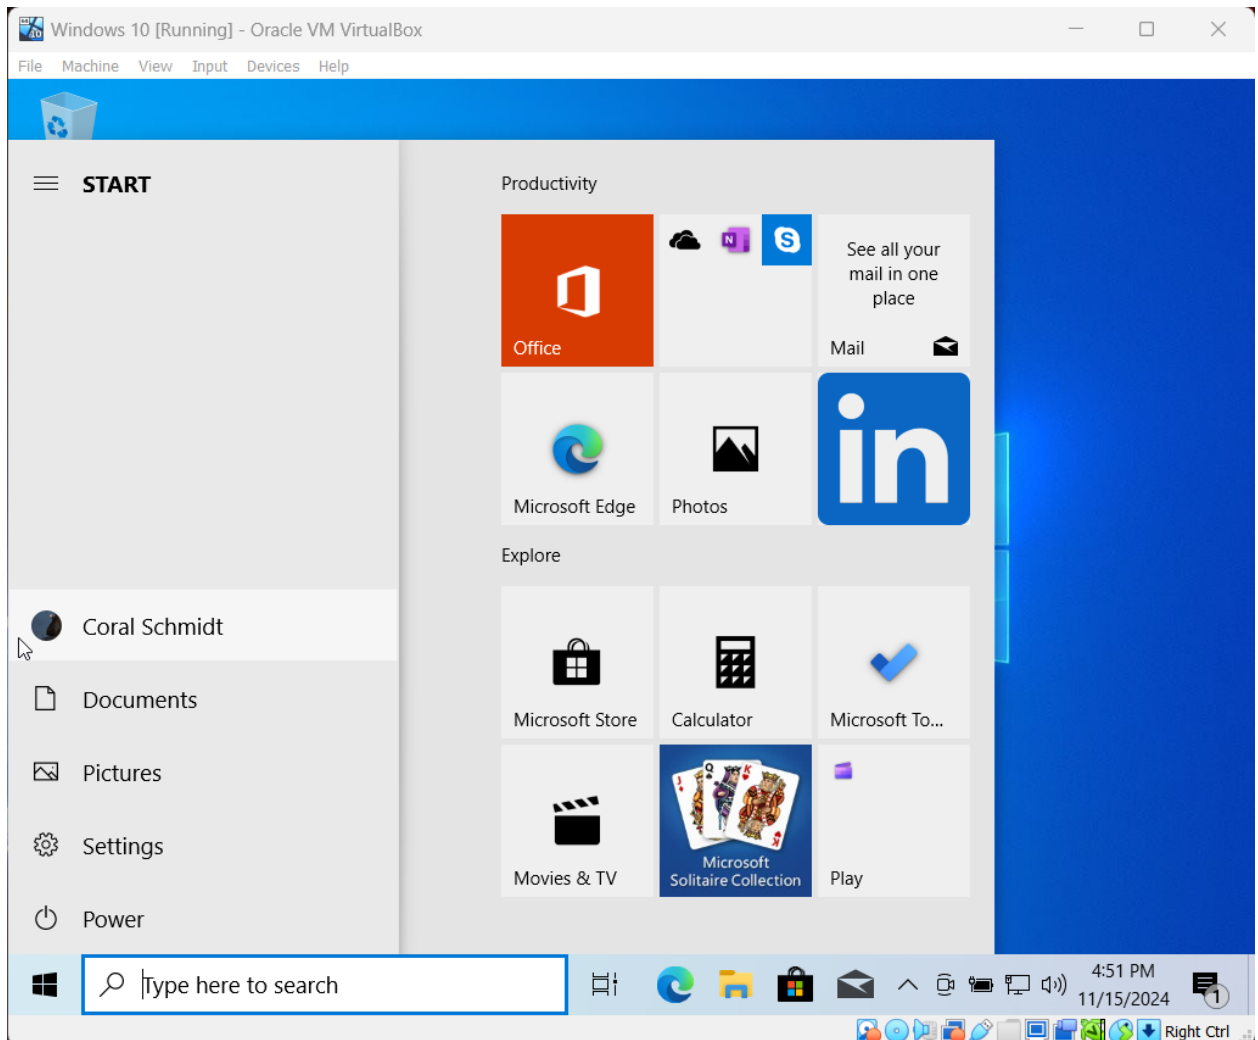 Windows 10 [Running] - Oracle VM VirtualBox
File Machine View Input Devices Help
START
Productivity
Office
N
S
See all your
mail in one
place
Mail
Microsoft Edge
Photos
in
Explore
Coral Schmidt
Documents
Pictures
Settings
Power
Microsoft Store
Calculator
Microsoft To...
Movies & TV
J Q K K
Microsoft
Solitaire Collection
Play
Type here to search
4:51 PM
11/15/2024
1
Right Ctrl